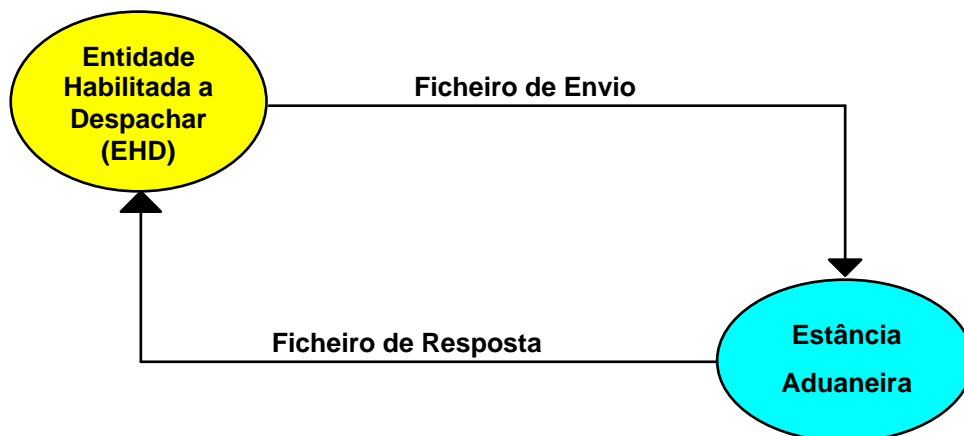 Entidade
Habilitada a
Despachar
(EHD)
Ficheiro de Envio
Ficheiro de Resposta
Estância
Aduaneira